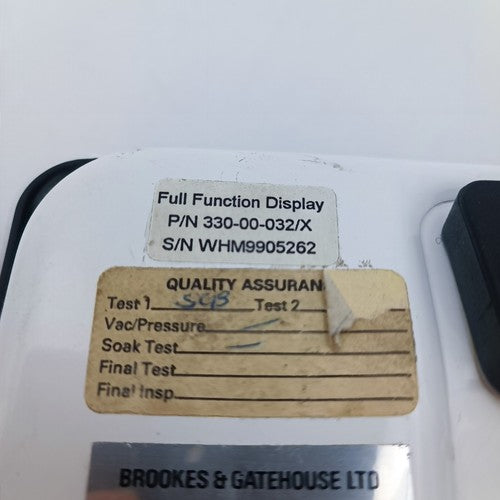 Full Function Display
P/N 330-00-032/X
S/N WHM9905262
QUALITY ASSURAN
Test 1 SGB Test 2
Vac/Pressure
Soak Test
Final Test
Final Insp.
BROOKES & GATEHOUSE LTD